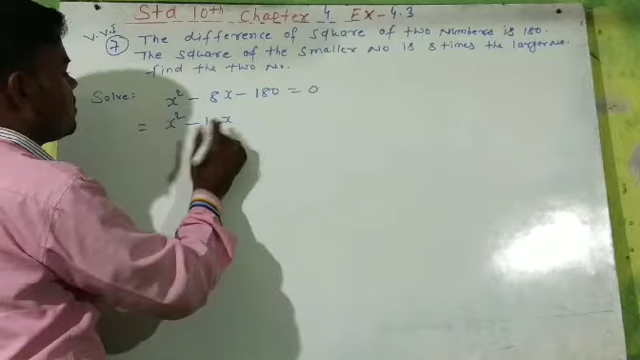 Std 10th Chapter 4 Ex-4.3
V.V.I
7 The difference of square of two numbers is 180.
The square of the smaller no is 8 times the larger no.
find the two no.
Solve: x² - 8x - 180 = 0
= x² - x